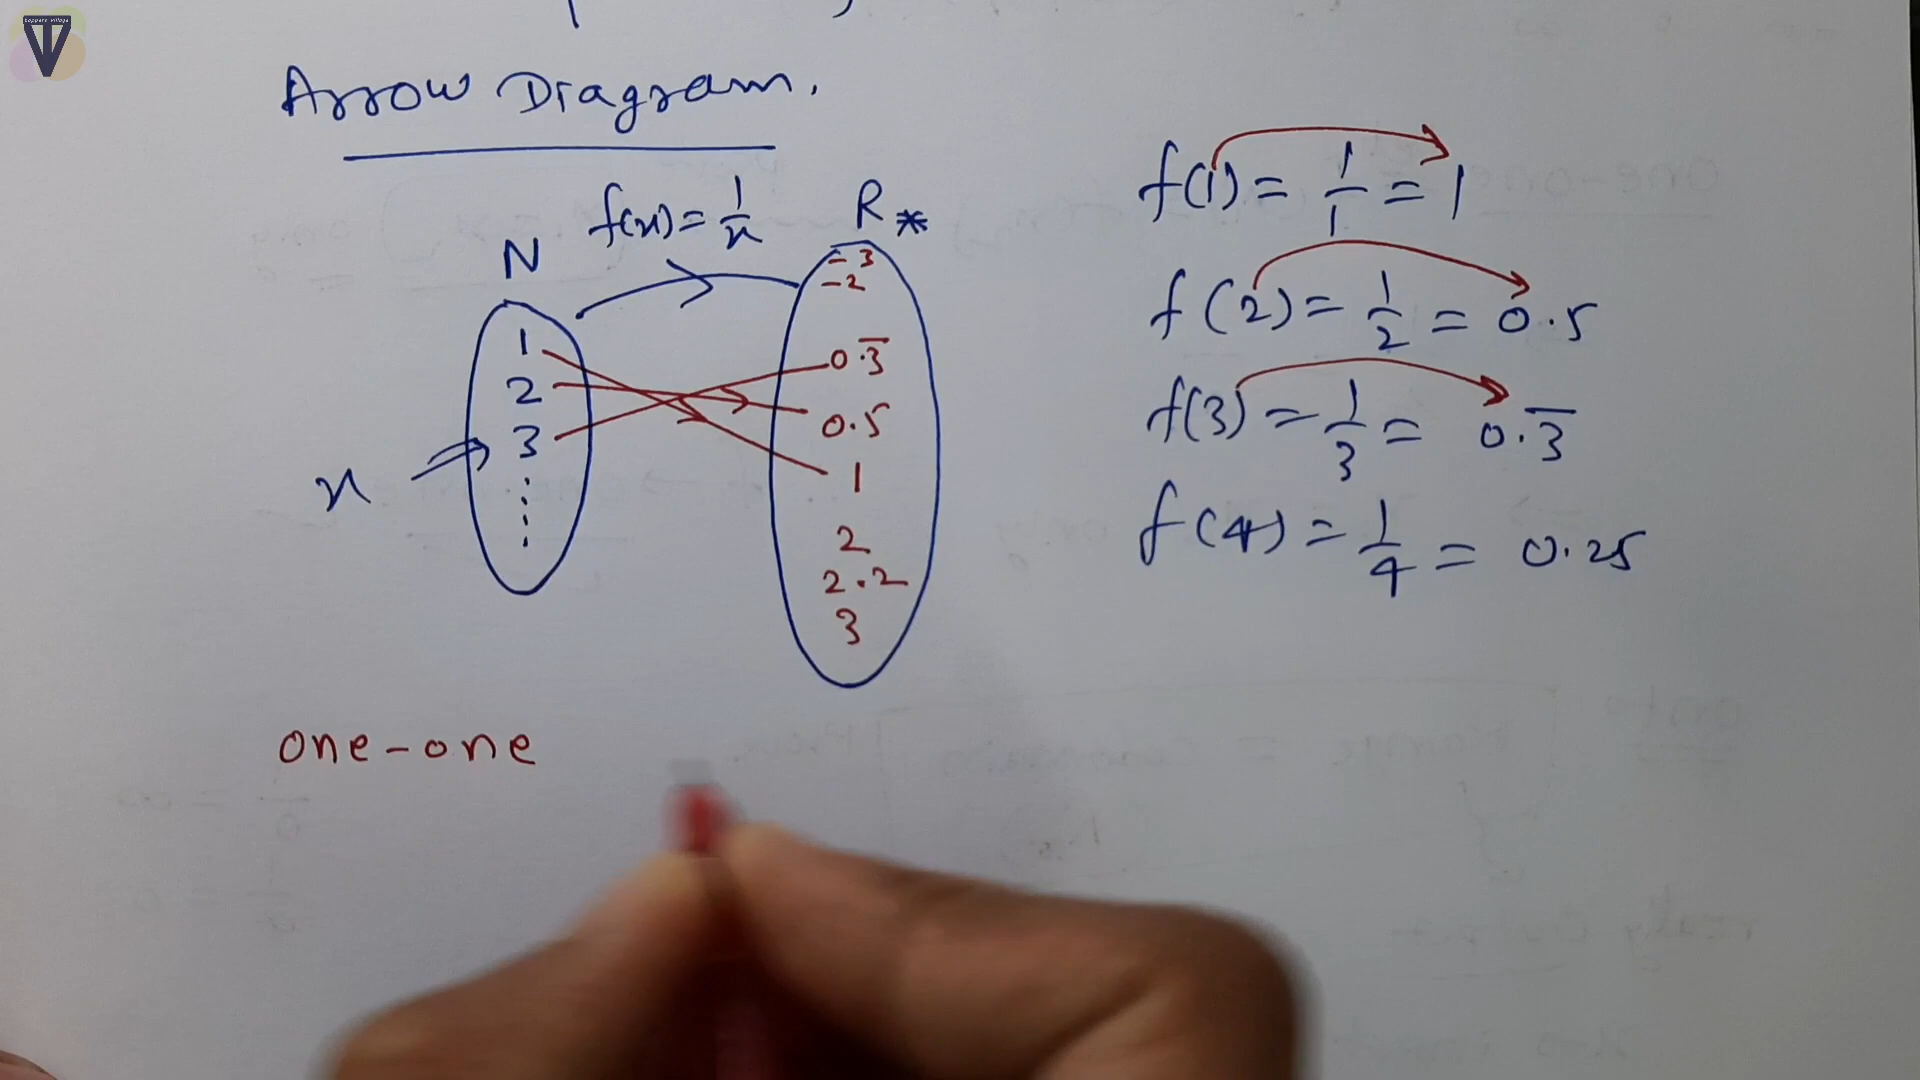 toppers village
Arrow Diagram.
f(x) = 1/x
N
R*
-3
-2
1
0.3̅
2
0.5
3
1
x
2
2.2
3
f(1) = 1/1 = 1
f(2) = 1/2 = 0.5
f(3) = 1/3 = 0.3̅
f(4) = 1/4 = 0.25
one-one